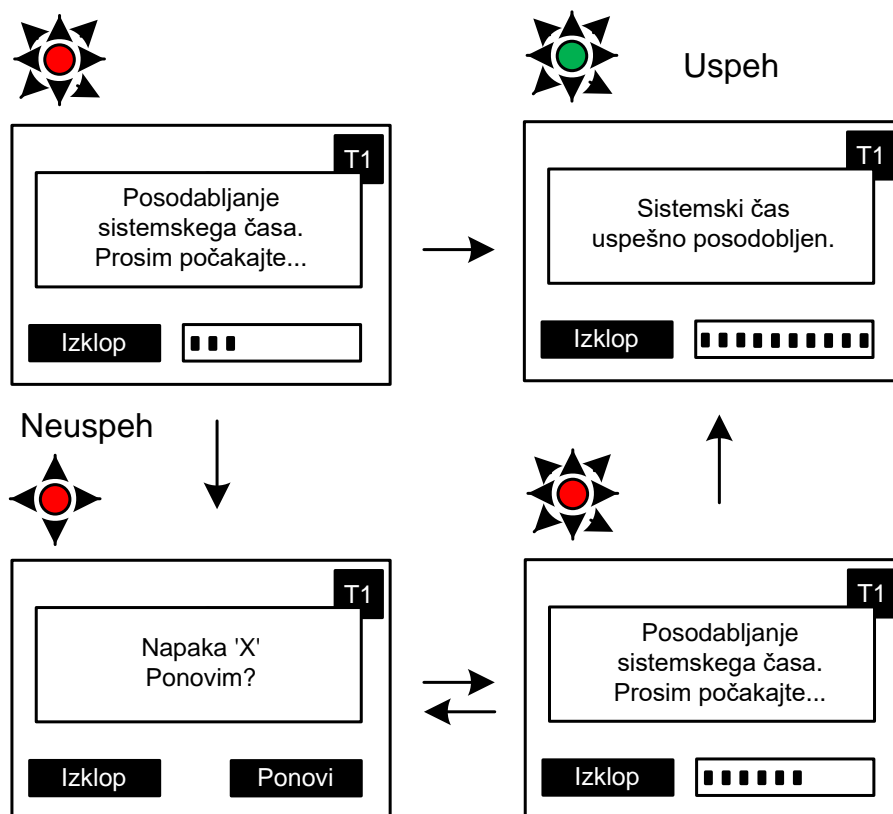 Uspeh
T1
Posodabljanje
sistemskega časa.
Prosim počakajte...
Izklop
T1
Sistemski čas
uspešno posodobljen.
Izklop
Neuspeh
T1
Napaka 'X'
Ponovim?
Izklop
Ponovi
T1
Posodabljanje
sistemskega časa.
Prosim počakajte...
Izklop